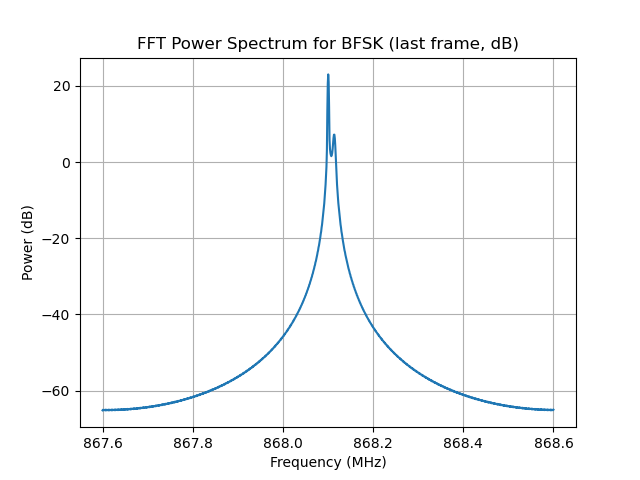 FFT Power Spectrum for BFSK (last frame, dB)
20
0
−20
−40
−60
Power (dB)
867.6 867.8 868.0 868.2 868.4 868.6
Frequency (MHz)